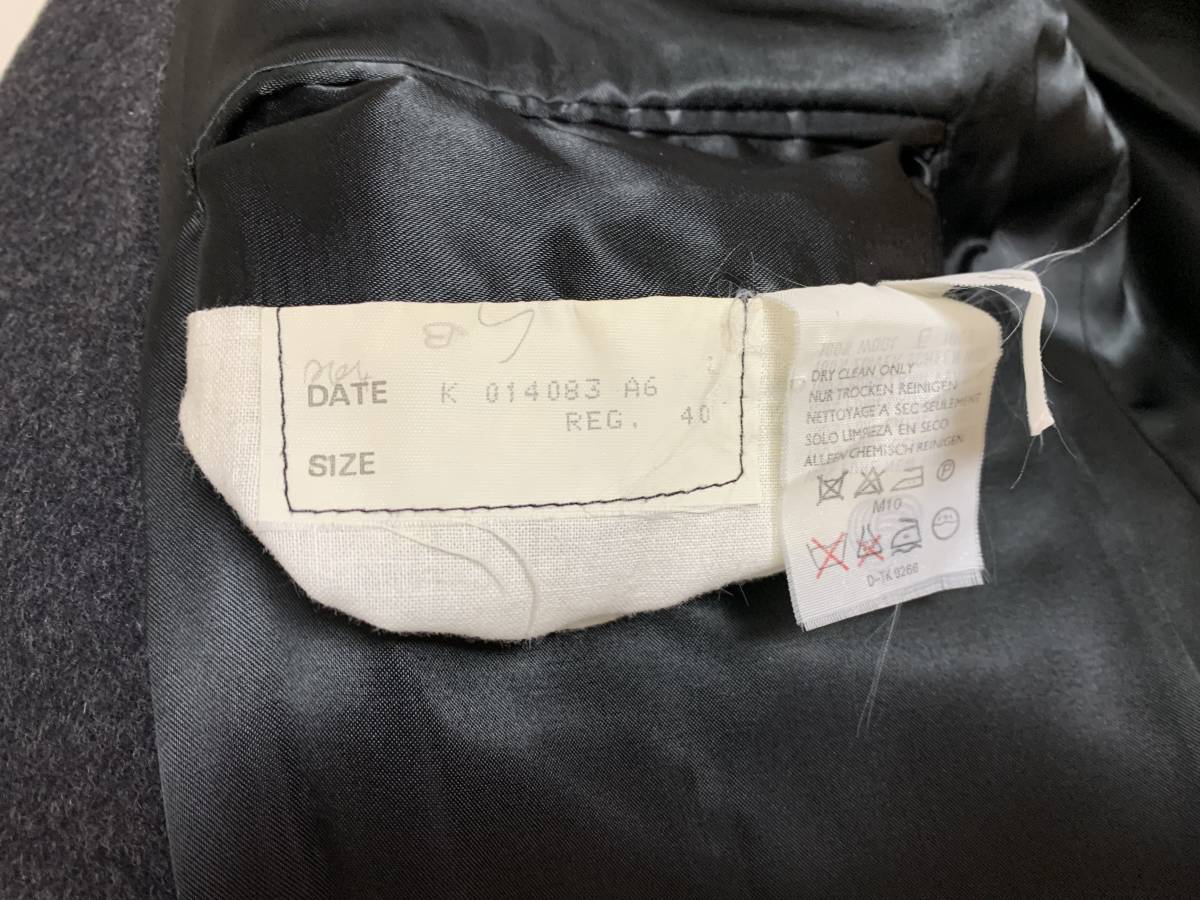 DATE K 014083 A6
REG. 40
SIZE
DRY CLEAN ONLY
NUR TROCKEN REINIGEN
NETTOYAGE A SEC SEULEMENT
SOLO LIMPIEZA EN SECO
ALLEEN CHEMISCH REINIGEN
P
M10
D-TK 9266